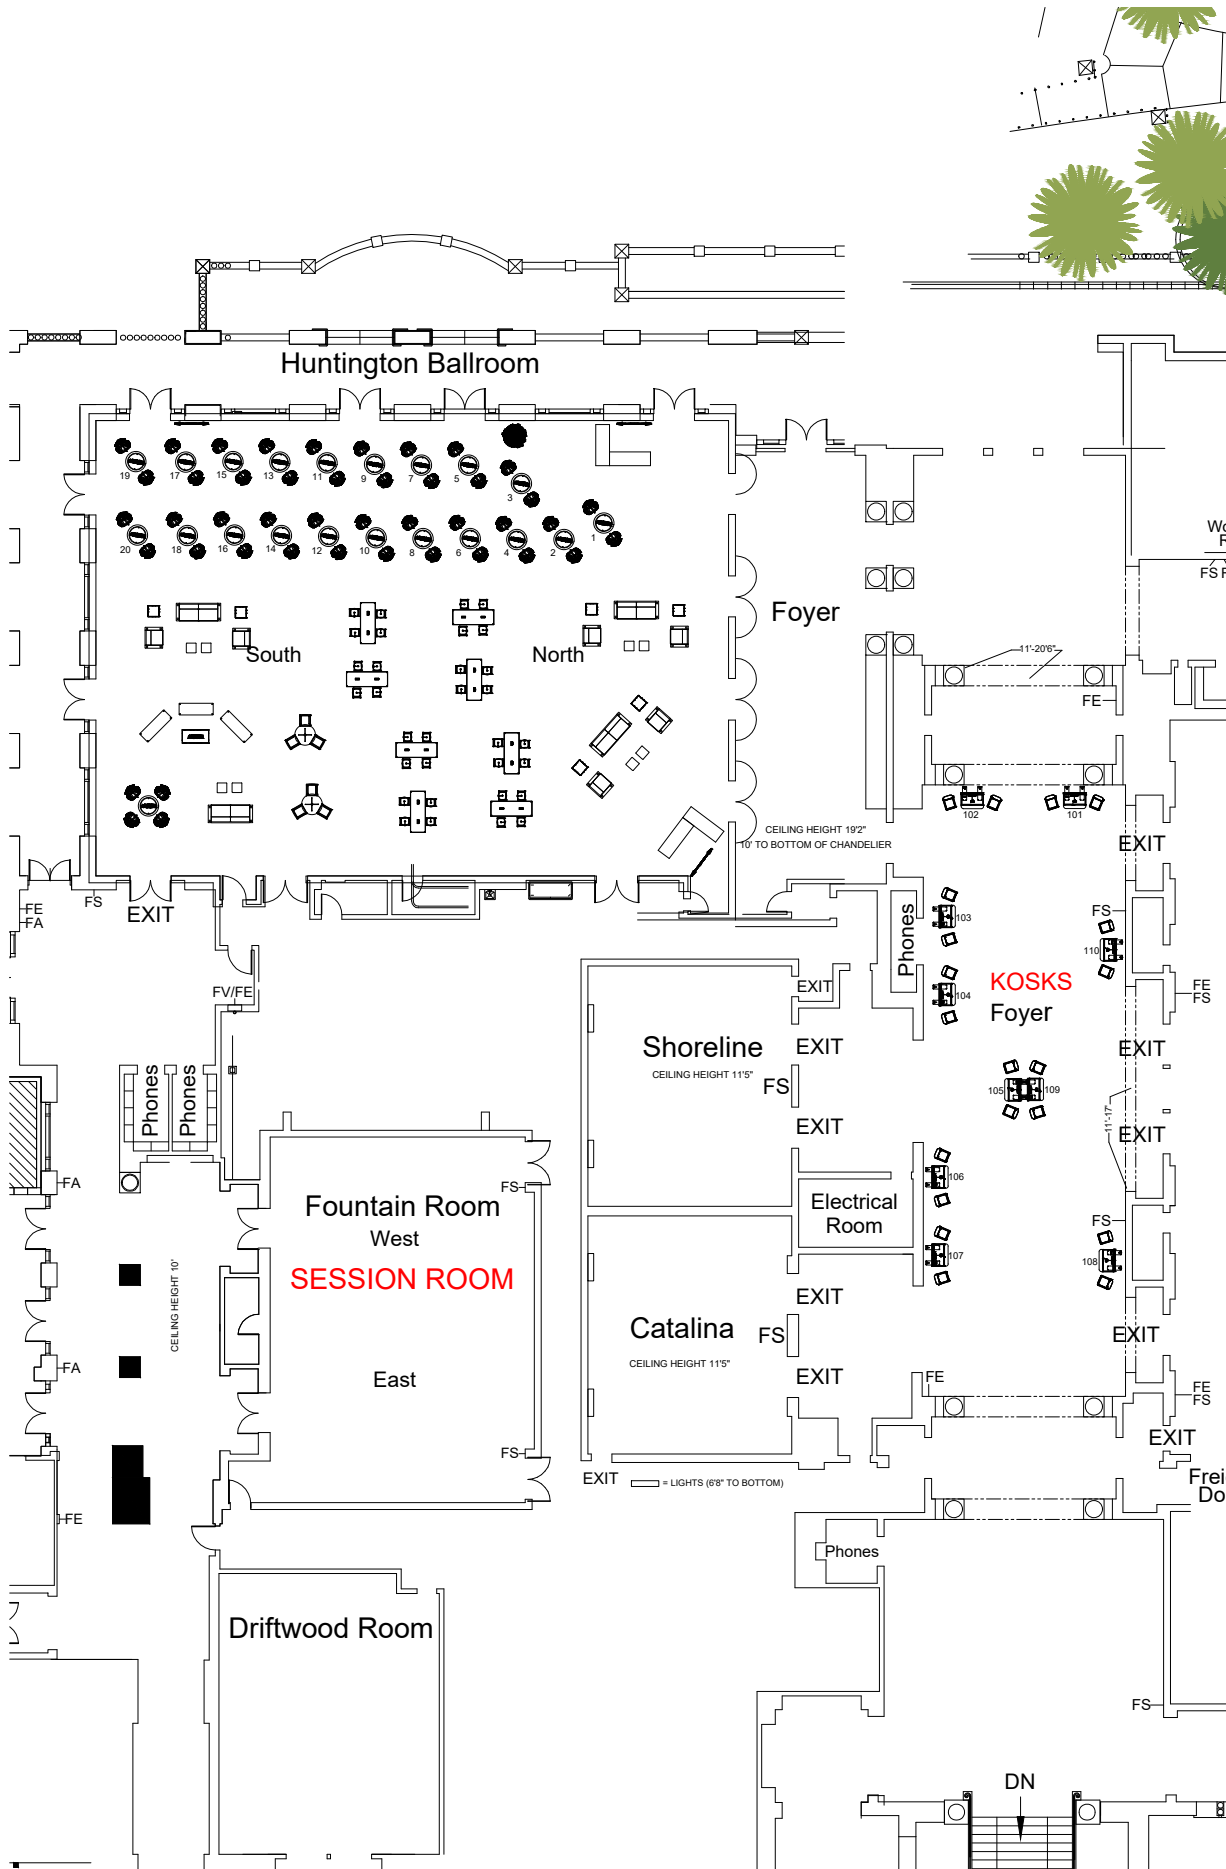 Huntington Ballroom
19
17
15
13
11
9
7
5
3
20
18
16
14
12
10
8
6
4
2
1
South
North
Foyer
11'-20'6"
FE
FS
102
101
CEILING HEIGHT 19'2"
10' TO BOTTOM OF CHANDELIER
EXIT
FE
FA
FS
EXIT
Phones
103
FS
110
104
KOSKS
Foyer
FE
FS
FV/FE
EXIT
Shoreline
CEILING HEIGHT 11'5"
EXIT
FS
EXIT
EXIT
105
109
11'-17'
EXIT
Phones
Phones
FA
Fountain Room
West
SESSION ROOM
East
FS
FS
CEILING HEIGHT 10'
FA
FE
Electrical
Room
106
107
FS
108
Catalina
CEILING HEIGHT 11'5"
FS
EXIT
EXIT
EXIT
FE
FE
FS
EXIT
EXIT
= LIGHTS (6'8" TO BOTTOM)
Phones
Driftwood Room
FS
DN